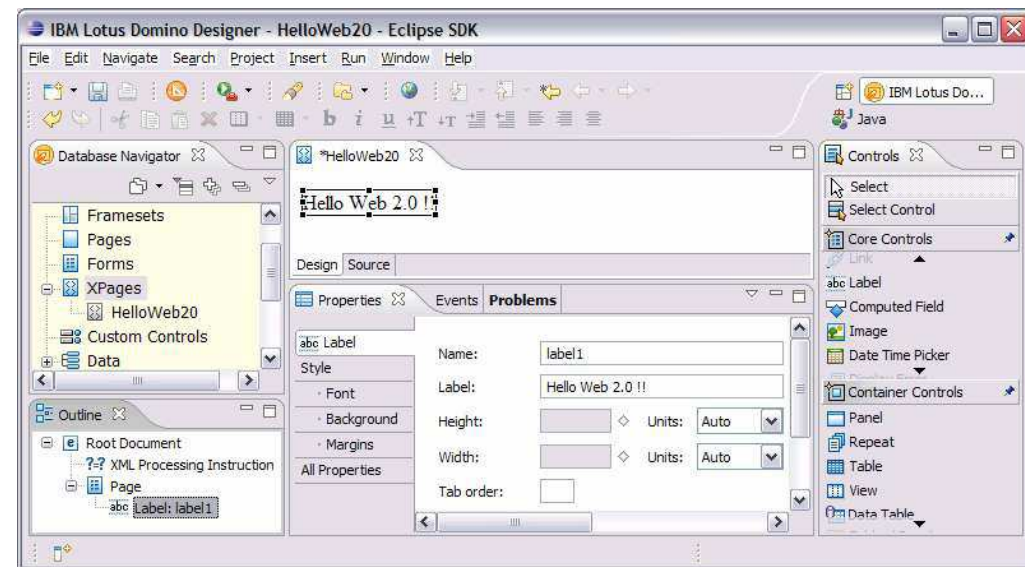 IBM Lotus Domino Designer - HelloWeb20 - Eclipse SDK
File Edit Navigate Search Project Insert Run Window Help
IBM Lotus Do...
Java
Database Navigator
Framesets
Pages
Forms
XPages
HelloWeb20
Custom Controls
Data
Outline
Root Document
?=? XML Processing Instruction
Page
abc Label: label1
*HelloWeb20
Hello Web 2.0 !!
Design Source
Properties Events Problems
abc Label
Style
Font
Background
Margins
All Properties
Name: label1
Label: Hello Web 2.0 !!
Height: Units: Auto
Width: Units: Auto
Tab order:
Controls
Select
Select Control
Core Controls
Link
abc Label
Computed Field
Image
Date Time Picker
Container Controls
Panel
Repeat
Table
View
Data Table